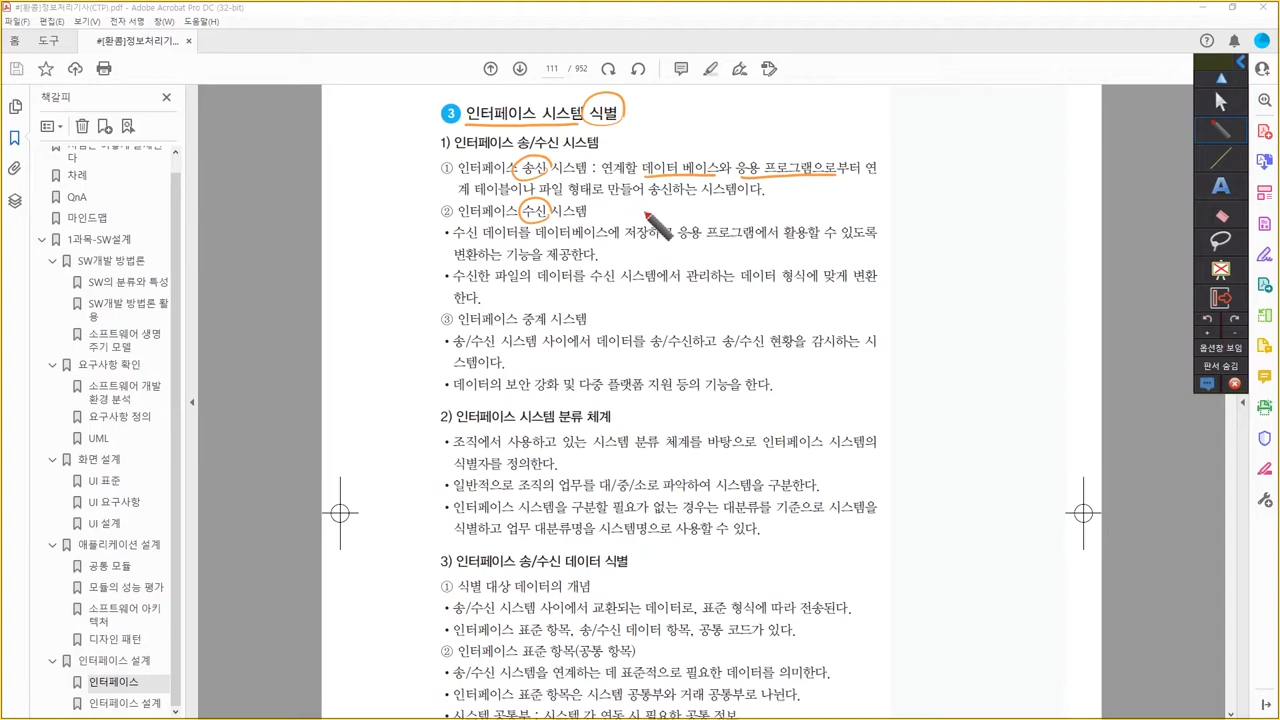 #[환콤]정보처리기사(CTP).pdf - Adobe Acrobat Pro DC (32-bit)
파일(F) 편집(E) 보기(V) 전자 서명 창(W) 도움말(H)
홈 도구 #[환콤]정보처리기... ×
111 / 952
책갈피
다
차례
QnA
마인드맵
1과목-SW설계
SW개발 방법론
SW의 분류와 특성
SW개발 방법론 활
용
소프트웨어 생명
주기 모델
요구사항 확인
소프트웨어 개발
환경 분석
요구사항 정의
UML
화면 설계
UI 표준
UI 요구사항
UI 설계
애플리케이션 설계
공통 모듈
모듈의 성능 평가
소프트웨어 아키
텍처
디자인 패턴
인터페이스 설계
인터페이스
인터페이스 설계
3 인터페이스 시스템 식별
1) 인터페이스 송/수신 시스템
① 인터페이스 송신 시스템 : 연계할 데이터 베이스와 응용 프로그램으로부터 연
계 테이블이나 파일 형태로 만들어 송신하는 시스템이다.
② 인터페이스 수신 시스템
• 수신 데이터를 데이터베이스에 저장하고 응용 프로그램에서 활용할 수 있도록
변환하는 기능을 제공한다.
• 수신한 파일의 데이터를 수신 시스템에서 관리하는 데이터 형식에 맞게 변환
한다.
③ 인터페이스 중계 시스템
• 송/수신 시스템 사이에서 데이터를 송/수신하고 송/수신 현황을 감시하는 시
스템이다.
• 데이터의 보안 강화 및 다중 플랫폼 지원 등의 기능을 한다.
2) 인터페이스 시스템 분류 체계
• 조직에서 사용하고 있는 시스템 분류 체계를 바탕으로 인터페이스 시스템의
식별자를 정의한다.
• 일반적으로 조직의 업무를 대/중/소로 파악하여 시스템을 구분한다.
• 인터페이스 시스템을 구분할 필요가 없는 경우는 대분류를 기준으로 시스템을
식별하고 업무 대분류명을 시스템명으로 사용할 수 있다.
3) 인터페이스 송/수신 데이터 식별
① 식별 대상 데이터의 개념
• 송/수신 시스템 사이에서 교환되는 데이터로, 표준 형식에 따라 전송된다.
• 인터페이스 표준 항목, 송/수신 데이터 항목, 공통 코드가 있다.
② 인터페이스 표준 항목(공통 항목)
• 송/수신 시스템을 연계하는 데 표준적으로 필요한 데이터를 의미한다.
• 인터페이스 표준 항목은 시스템 공통부와 거래 공통부로 나뉜다.
• 시스템 공통부 : 시스템 간 연동 시 필요한 공통 정보
A
옵션창 보임
판서 숨김